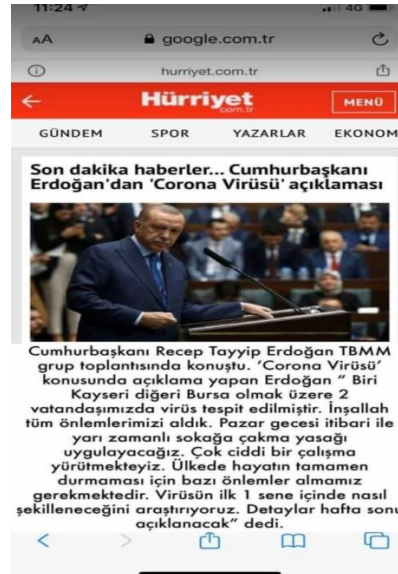 11:24
4G
AA
google.com.tr
hurriyet.com.tr
Hürriyet
com.tr
MENÜ
GÜNDEM SPOR YAZARLAR EKONOM
Son dakika haberler... Cumhurbaşkanı
Erdoğan'dan 'Corona Virüsü' açıklaması
Cumhurbaşkanı Recep Tayyip Erdoğan TBMM
grup toplantısında konuştu. 'Corona Virüsü'
konusunda açıklama yapan Erdoğan " Biri
Kayseri diğeri Bursa olmak üzere 2
vatandaşımızda virüs tespit edilmiştir. İnşallah
tüm önlemlerimizi aldık. Pazar gecesi itibari ile
yarı zamanlı sokağa çakma yasağı
uygulayacağız. Çok ciddi bir çalışma
yürütmekteyiz. Ülkede hayatın tamamen
durmaması için bazı önlemler almamız
gerekmektedir. Virüsün ilk 1 sene içinde nasıl
şekilleneceğini araştırıyoruz. Detaylar hafta sonu
açıklanacak" dedi.